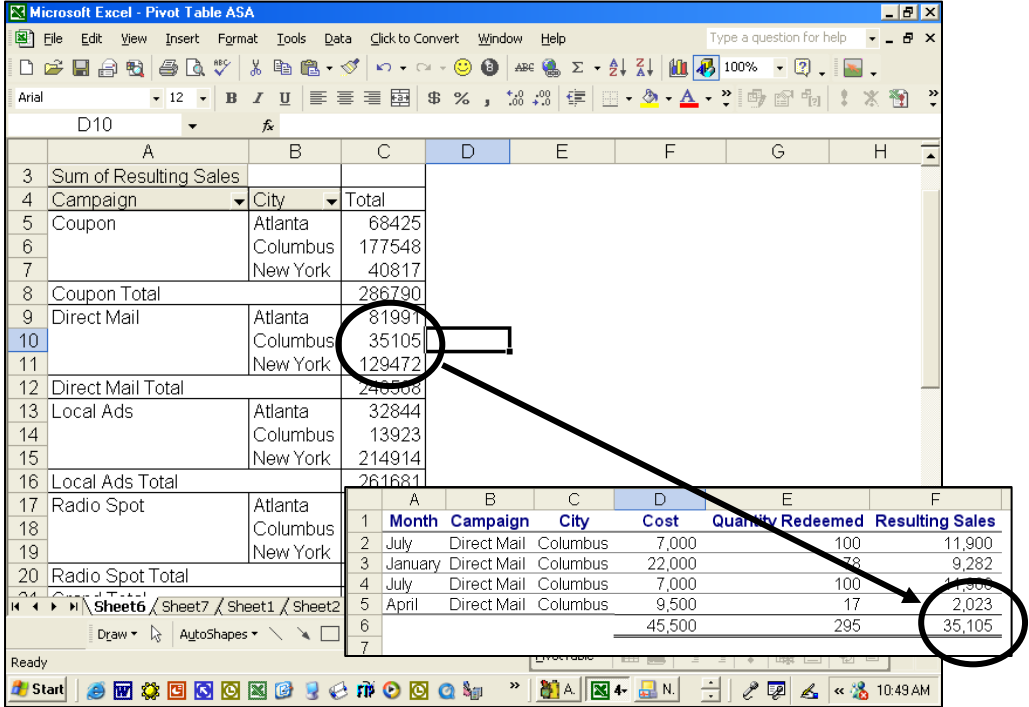 Microsoft Excel - Pivot Table ASA
File Edit View Insert Format Tools Data Click to Convert Window Help Type a question for help
100%
Arial 12 B I U $ % ,
D10 fx
A B C D E F G H
3 Sum of Resulting Sales
4 Campaign City Total
5 Coupon Atlanta 68425
6 Columbus 177548
7 New York 40817
8 Coupon Total 286790
9 Direct Mail Atlanta 81991
10 Columbus 35105
11 New York 129472
12 Direct Mail Total
13 Local Ads Atlanta 32844
14 Columbus 13923
15 New York 214914
16 Local Ads Total 261681
17 Radio Spot Atlanta
18 Columbus
19 New York
20 Radio Spot Total
Sheet6 Sheet7 Sheet1 Sheet2
Draw AutoShapes
Ready
Start A. 4 N. 10:49 AM
A B C D E F
1 Month Campaign City Cost Quantity Redeemed Resulting Sales
2 July Direct Mail Columbus 7,000 100 11,900
3 January Direct Mail Columbus 22,000 78 9,282
4 July Direct Mail Columbus 7,000 100 11,900
5 April Direct Mail Columbus 9,500 17 2,023
6 45,500 295 35,105
7